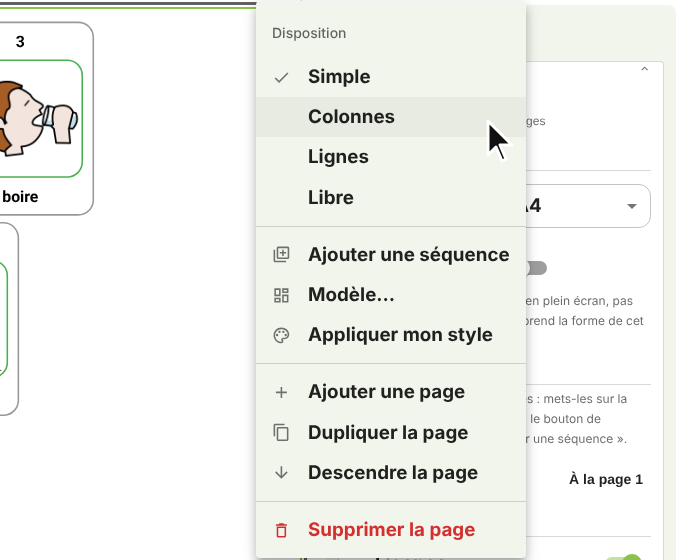 3
boire
Disposition
Simple
Colonnes
Lignes
Libre
Ajouter une séquence
Modèle...
Appliquer mon style
Ajouter une page
Dupliquer la page
Descendre la page
Supprimer la page
ges
A4
en plein écran, pas
prend la forme de cet
s : mets-les sur la
le bouton de
r une séquence ».
À la page 1